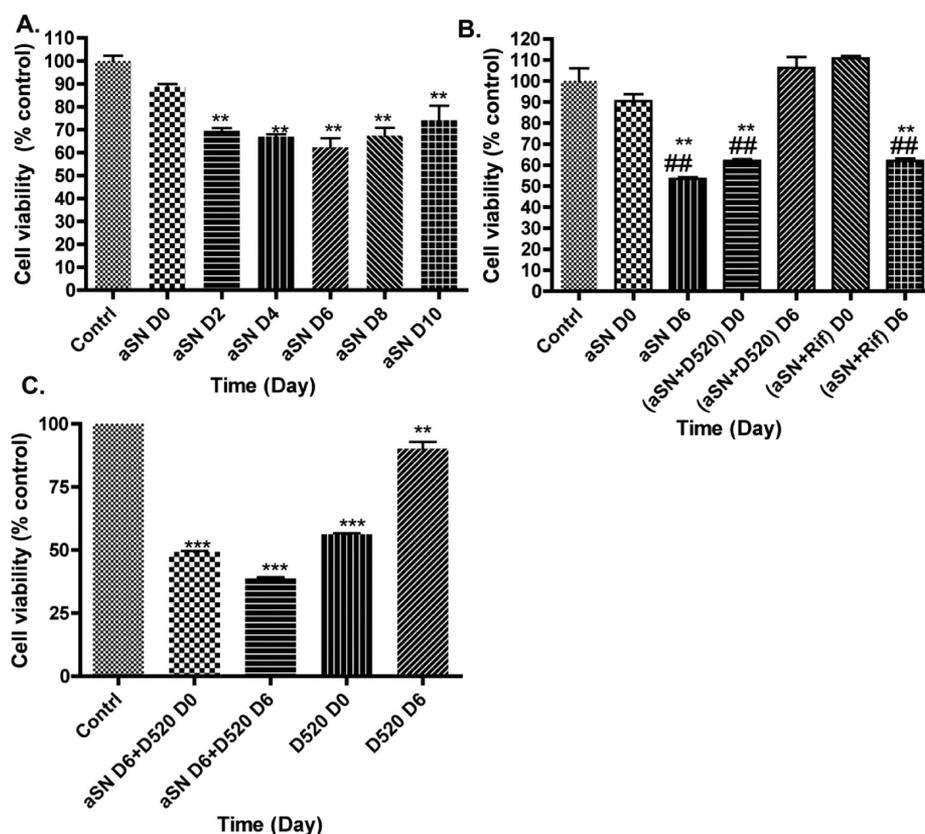 A.
Cell viability (% control)
110
100
90
80
70
60
50
40
30
20
10
0
**
**
**
**
**
Contrl
aSN D0
aSN D2
aSN D4
aSN D6
aSN D8
aSN D10
Time (Day)
B.
Cell viability (% control)
120
110
100
90
80
70
60
50
40
30
20
10
0
**
##
**
##
**
##
Contrl
aSN D0
aSN D6
(aSN+D520) D0
(aSN+D520) D6
(aSN+Rif) D0
(aSN+Rif) D6
Time (Day)
C.
Cell viability (% control)
100
75
50
25
0
***
***
***
**
Contrl
aSN D6+D520 D0
aSN D6+D520 D6
D520 D0
D520 D6
Time (Day)